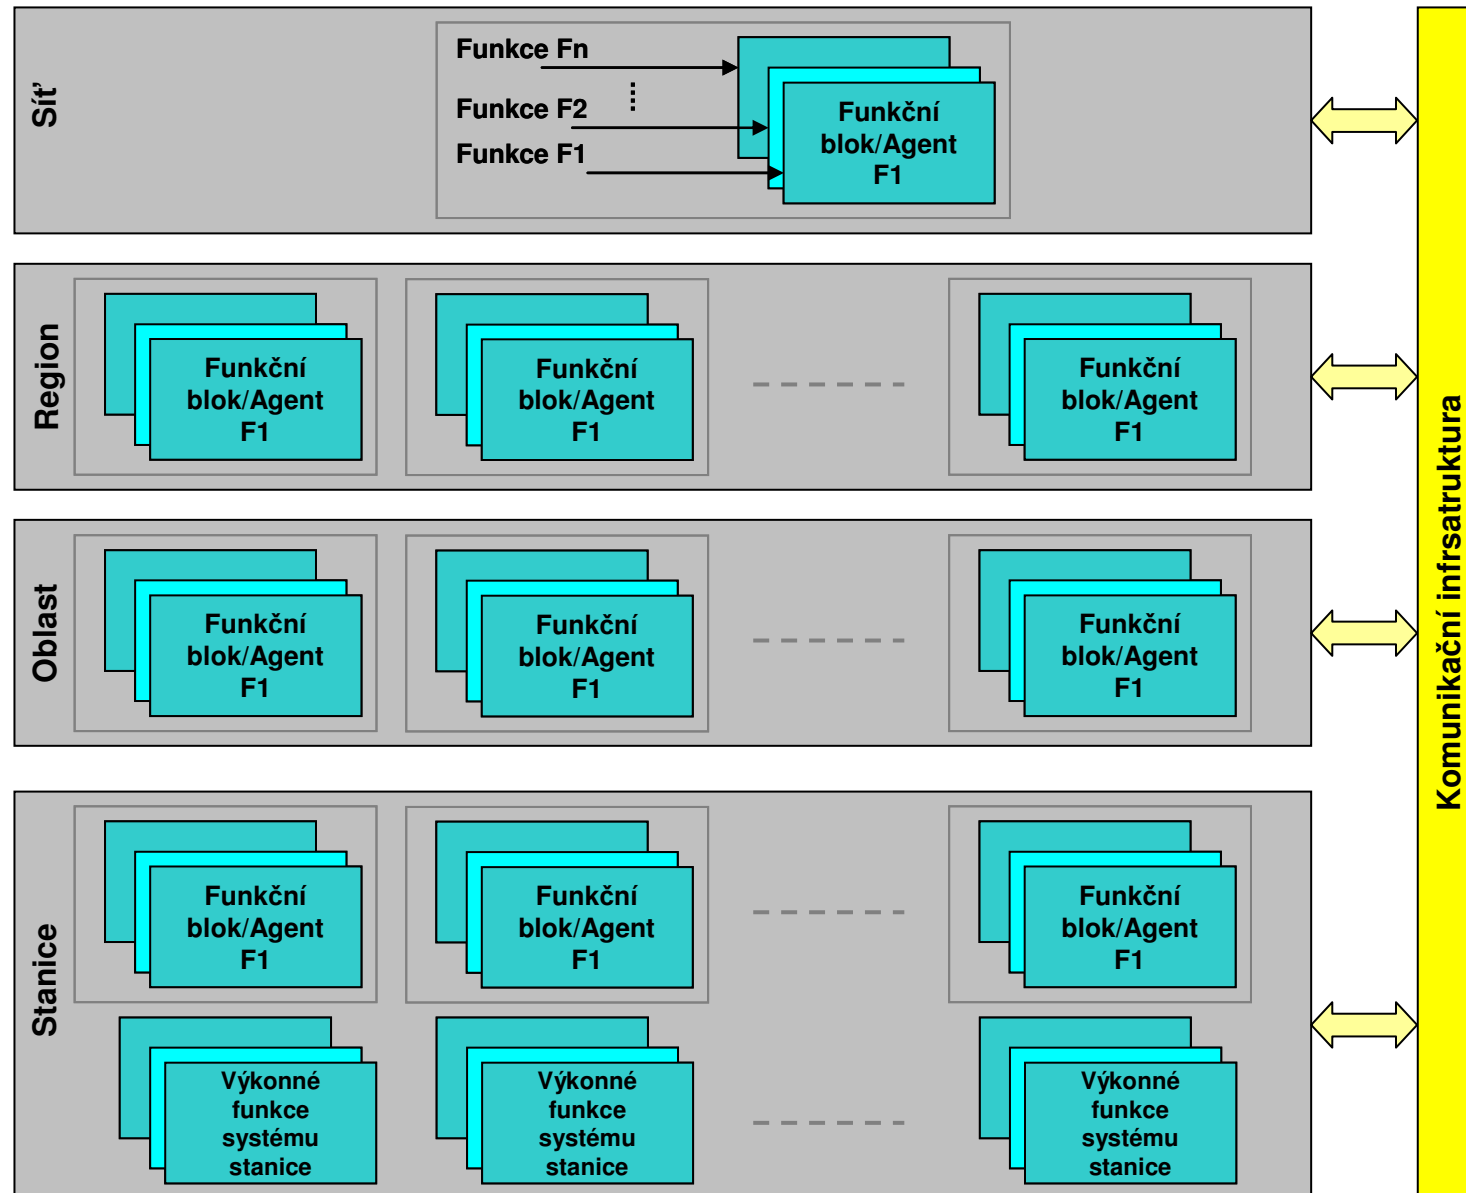 Síť
Funkce Fn
Funkce F2
Funkce F1
Funkční
blok/Agent
F1
Region
Funkční
blok/Agent
F1
Funkční
blok/Agent
F1
Funkční
blok/Agent
F1
Oblast
Funkční
blok/Agent
F1
Funkční
blok/Agent
F1
Funkční
blok/Agent
F1
Stanice
Funkční
blok/Agent
F1
Funkční
blok/Agent
F1
Funkční
blok/Agent
F1
Výkonné
funkce
systému
stanice
Výkonné
funkce
systému
stanice
Výkonné
funkce
systému
stanice
Komunikační infrsatruktura